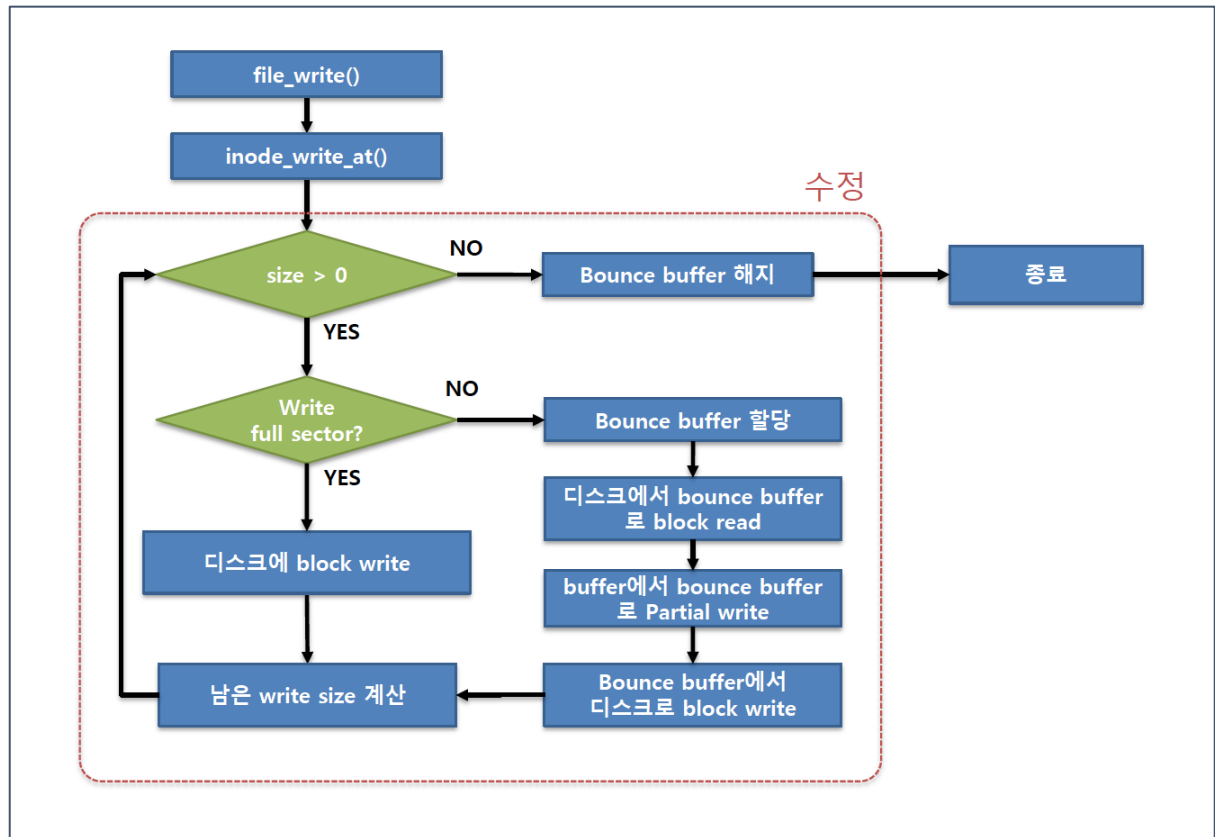 file_write()
inode_write_at()
수정
size > 0
NO
Bounce buffer 해지
종료
YES
Write
full sector?
NO
Bounce buffer 할당
YES
디스크에서 bounce buffer
로 block read
디스크에 block write
buffer에서 bounce buffer
로 Partial write
남은 write size 계산
Bounce buffer에서
디스크로 block write